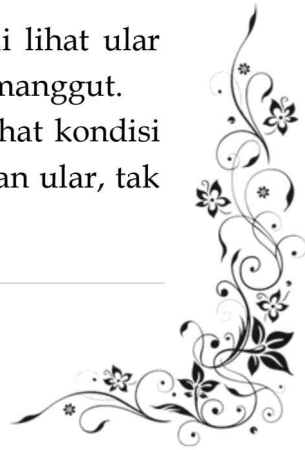 lihat ular
manggut.
hat kondisi
an ular, tak